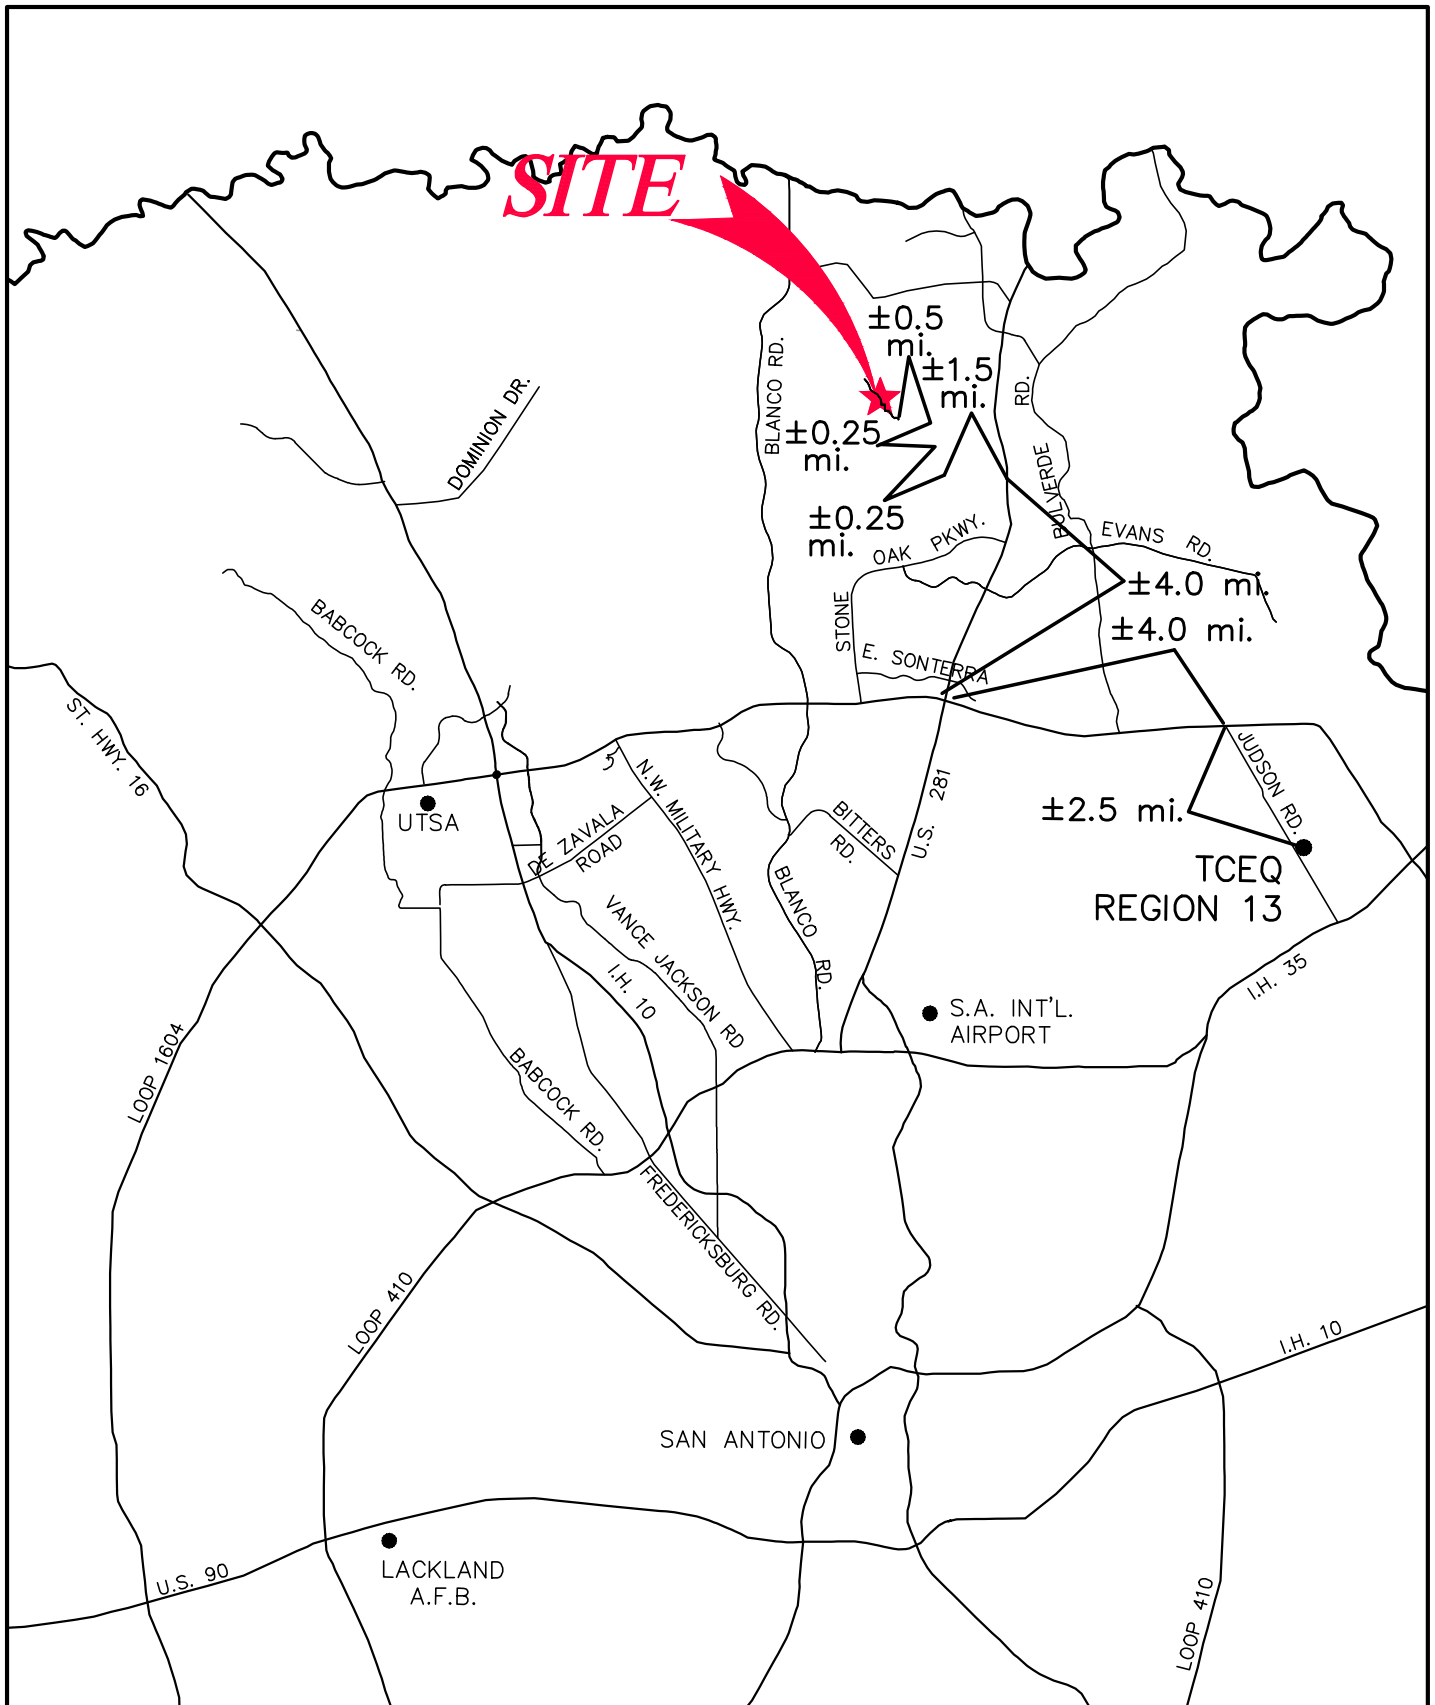 SITE
±0.5
mi.
±1.5
mi.
BLANCO RD.
RD.
BULVERDE
DOMINION DR.
±0.25
mi.
±0.25
mi.
OAK PKWY.
STONE
EVANS RD.
±4.0 mi.
±4.0 mi.
E. SONTERRA
BABCOCK RD.
ST. HWY. 16
UTSA
N.W. MILITARY HWY.
DE ZAVALA
ROAD
BITTERS
RD.
U.S. 281
JUDSON RD.
±2.5 mi.
TCEQ
REGION 13
BLANCO RD.
VANCE JACKSON RD
I.H. 10
I.H. 35
S.A. INT'L.
AIRPORT
LOOP 1604
BABCOCK RD.
FREDERICKSBURG RD.
LOOP 410
I.H. 10
SAN ANTONIO
LACKLAND
A.F.B.
U.S. 90
LOOP 410